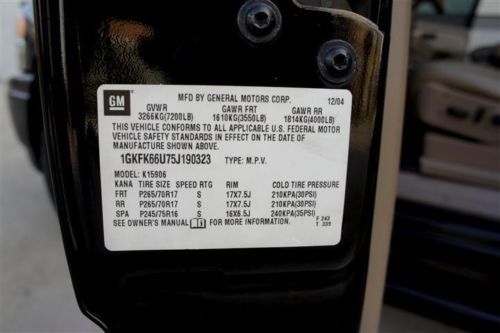 GM MFD BY GENERAL MOTORS CORP. 12/04
GVWR GAWR FRT GAWR RR
3266KG(7200LB) 1610KG(3550LB) 1814KG(4000LB)
THIS VEHICLE CONFORMS TO ALL APPLICABLE U.S. FEDERAL MOTOR
VEHICLE SAFETY STANDARDS IN EFFECT ON THE DATE OF
MANUFACTURE SHOWN ABOVE.
1GKFK66U75J190323 TYPE: M.P.V.
MODEL: K15906
KANA TIRE SIZE SPEED RTG RIM COLD TIRE PRESSURE
FRT P265/70R17 S 17X7.5J 210KPA(30PSI)
RR P265/70R17 S 17X7.5J 210KPA(30PSI)
SPA P245/75R16 S 16X6.5J 240KPA(35PSI)
SEE OWNER'S MANUAL FOR MORE INFORMATION.